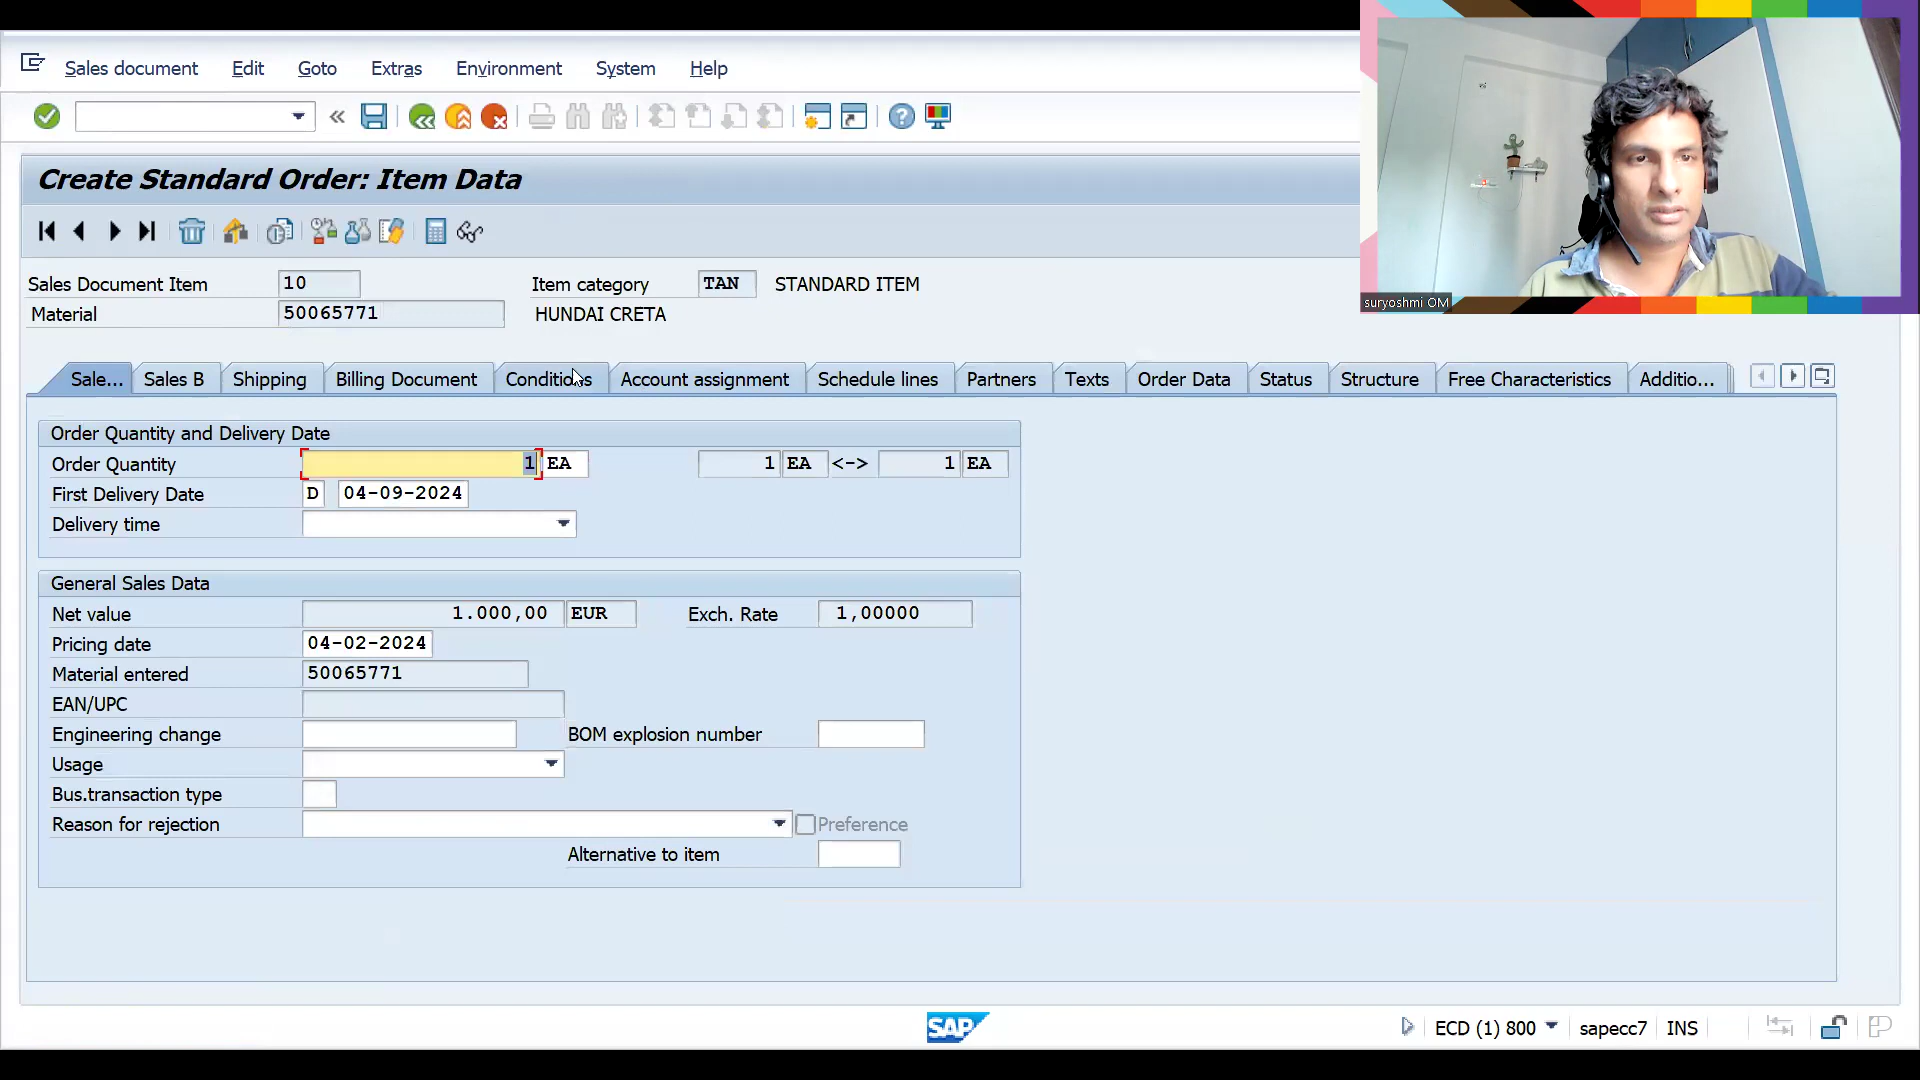 Sales document Edit Goto Extras Environment System Help
Create Standard Order: Item Data
Sales Document Item 10 Item category TAN STANDARD ITEM
Material 50065771 HUNDAI CRETA
suryoshmi OM
Sale... Sales B Shipping Billing Document Conditions Account assignment Schedule lines Partners Texts Order Data Status Structure Free Characteristics Additio...
Order Quantity and Delivery Date
Order Quantity 1 EA 1 EA <-> 1 EA
First Delivery Date D 04-09-2024
Delivery time
General Sales Data
Net value 1.000,00 EUR Exch. Rate 1,00000
Pricing date 04-02-2024
Material entered 50065771
EAN/UPC
Engineering change BOM explosion number
Usage
Bus.transaction type
Reason for rejection Preference
Alternative to item
SAP ECD (1) 800 sapecc7 INS